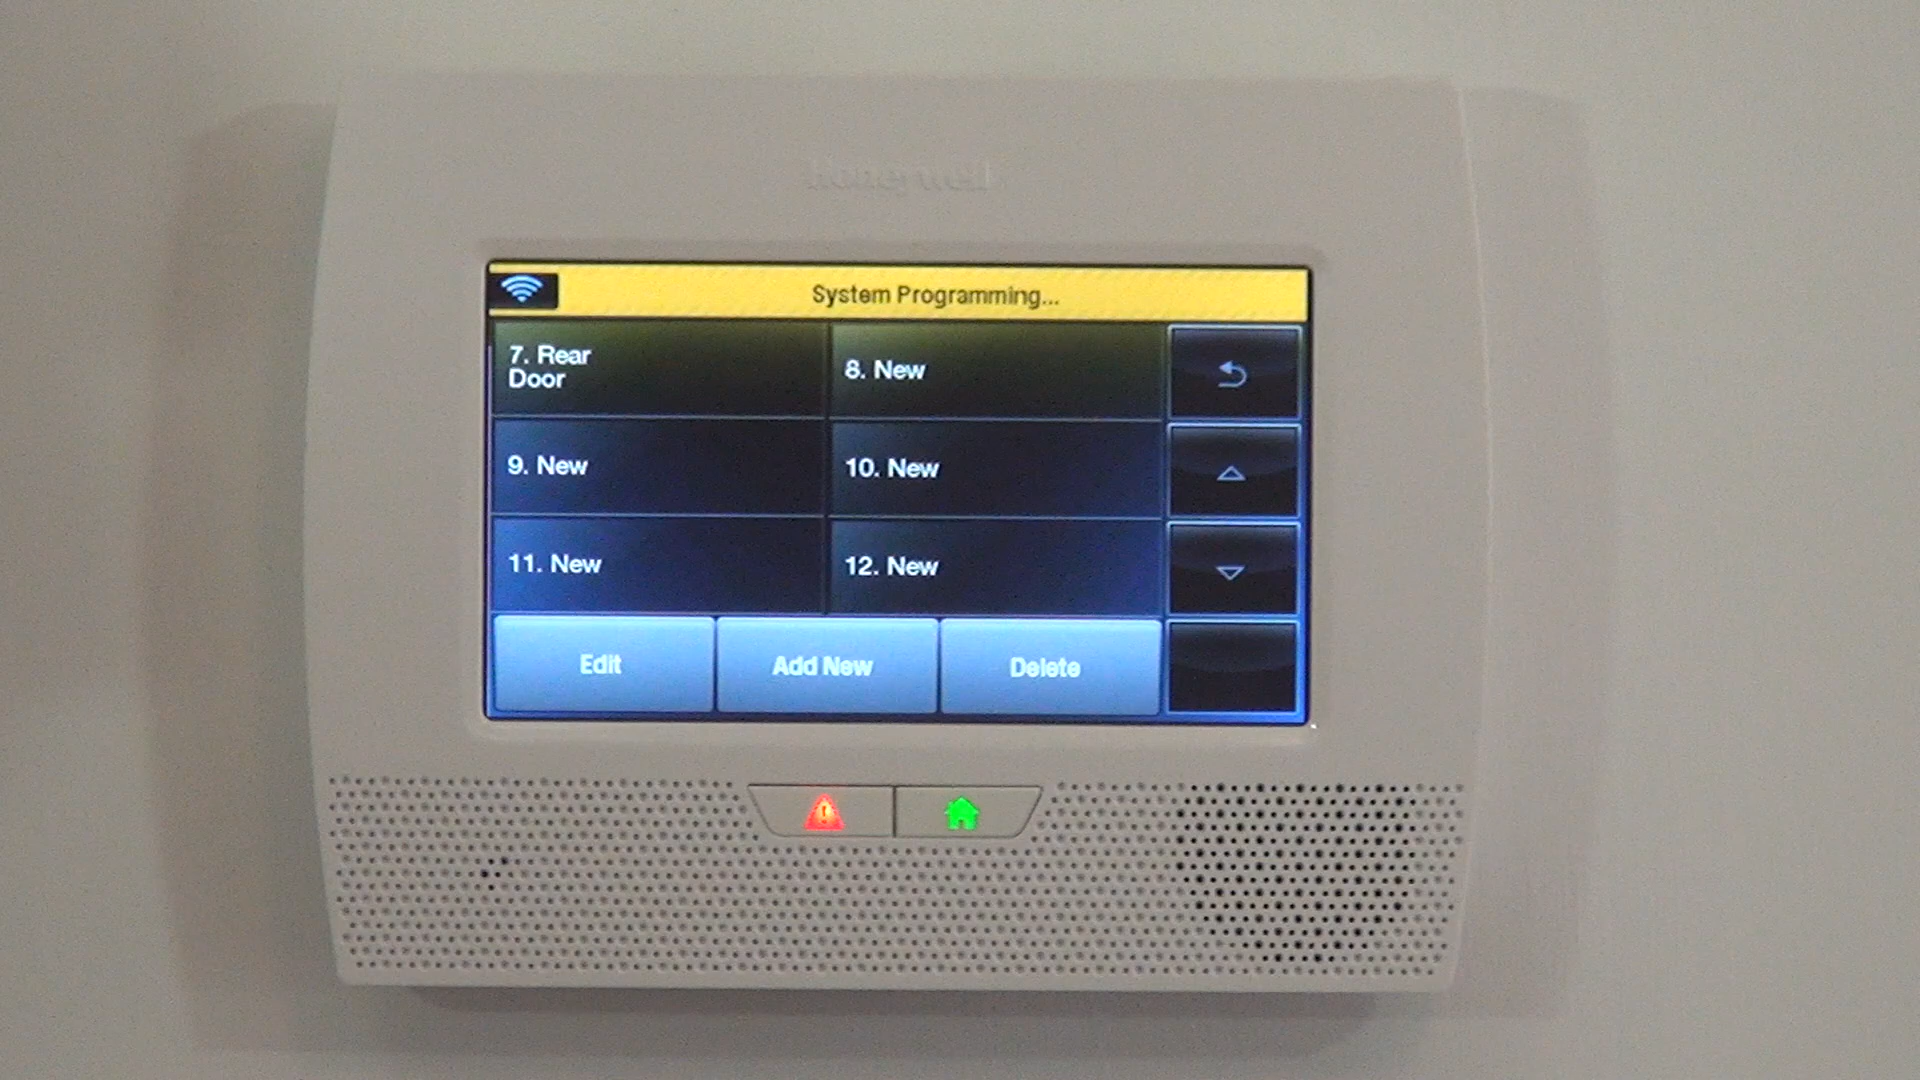 Honeywell
System Programming...
7. Rear
Door
8. New
9. New
10. New
11. New
12. New
Edit
Add New
Delete